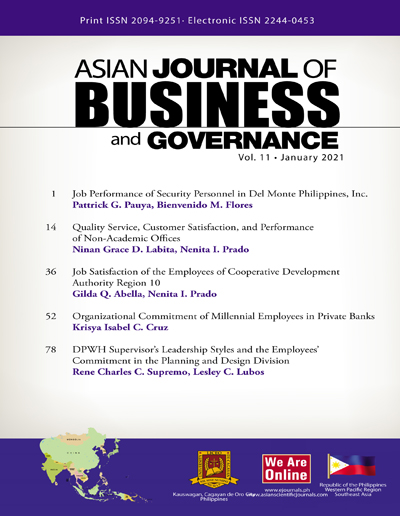 Print ISSN 2094-9251· Electronic ISSN 2244-0453
ASIAN JOURNAL OF
BUSINESS
and GOVERNANCE
Vol. 11 • January 2021
1 Job Performance of Security Personnel in Del Monte Philippines, Inc.
Pattrick G. Pauya, Bienvenido M. Flores
14 Quality Service, Customer Satisfaction, and Performance
of Non-Academic Offices
Ninan Grace D. Labita, Nenita I. Prado
36 Job Satisfaction of the Employees of Cooperative Development
Authority Region 10
Gilda Q. Abella, Nenita I. Prado
52 Organizational Commitment of Millennial Employees in Private Banks
Krisya Isabel C. Cruz
78 DPWH Supervisor's Leadership Styles and the Employees'
Commitment in the Planning and Design Division
Rene Charles C. Supremo, Lesley C. Lubos
We Are
Online
Kauswagan, Cagayan de Oro
Philippines
www.ejournals.ph
www.asianscientificjournals.com
Republic of the Philippines
Western Pacific Region
Southeast Asia